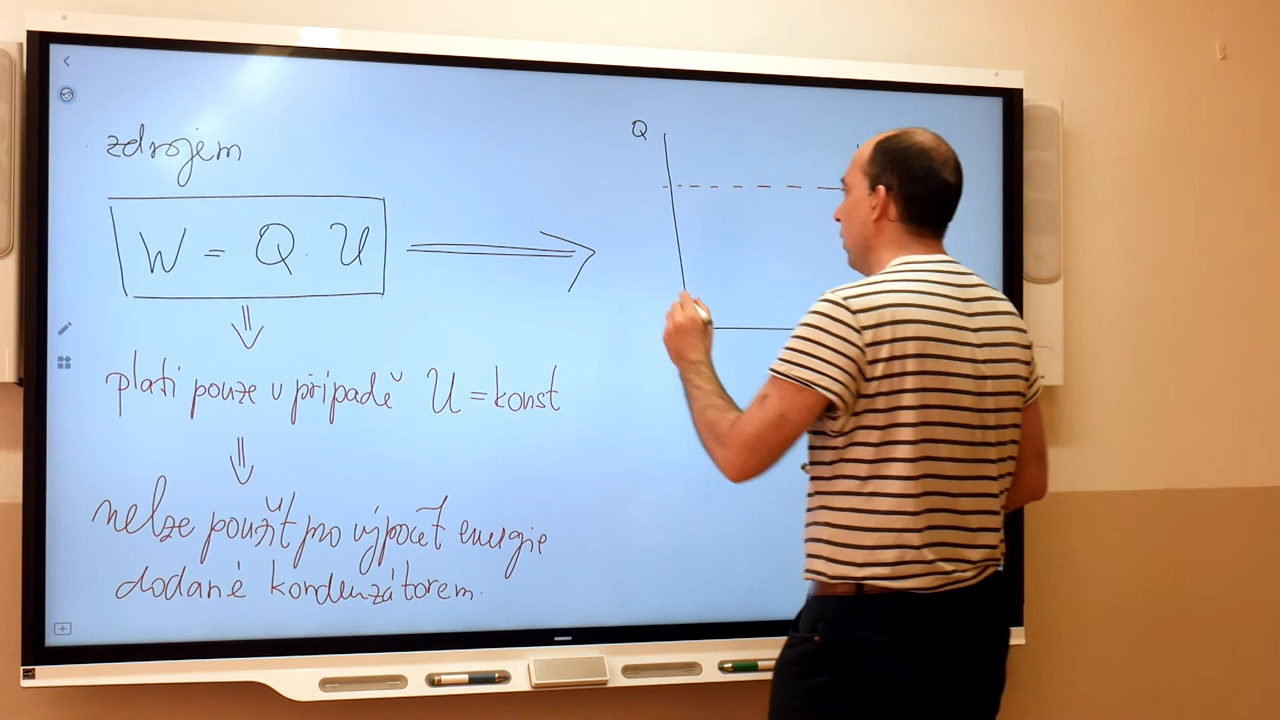 zdrojem
W = Q · U
platí pouze v případě U = konst
nelze použít pro výpočet energie
dodané kondenzátorem.
Q